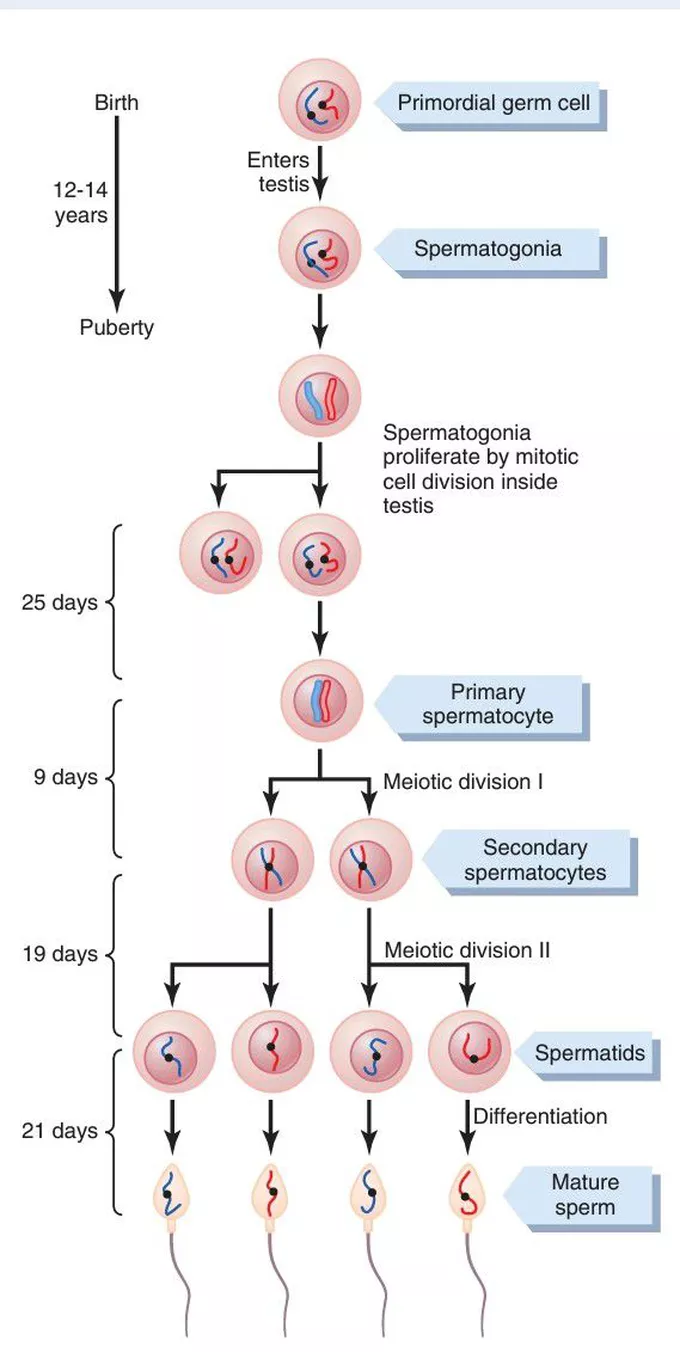 Birth
Primordial germ cell
Enters
testis
12-14
years
Spermatogonia
Puberty
Spermatogonia
proliferate by mitotic
cell division inside
testis
25 days
Primary
spermatocyte
9 days
Meiotic division I
Secondary
spermatocytes
19 days
Meiotic division II
Spermatids
21 days
Differentiation
Mature
sperm